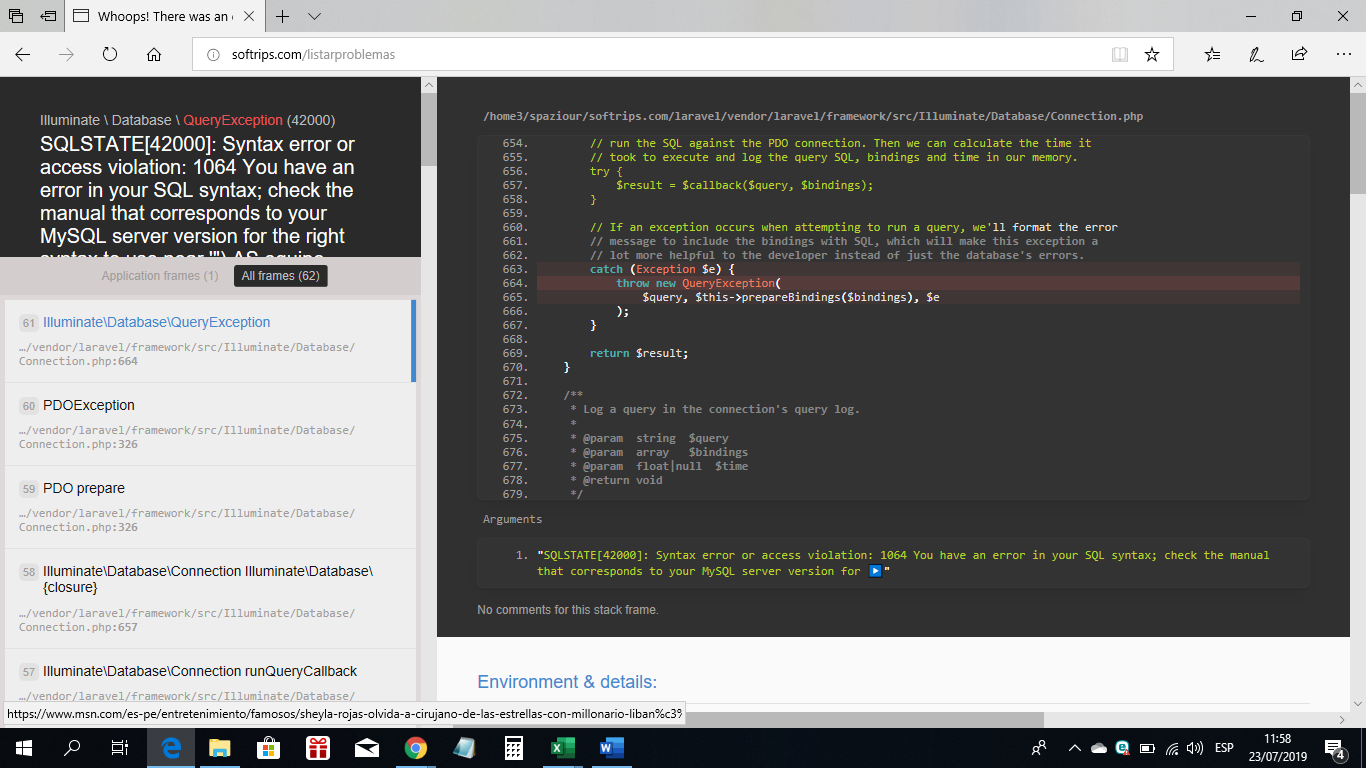 Whoops! There was an e
softrips.com/listarproblemas
Illuminate \ Database \ QueryException (42000)
SQLSTATE[42000]: Syntax error or
access violation: 1064 You have an
error in your SQL syntax; check the
manual that corresponds to your
MySQL server version for the right
syntax to use near '") AS equipo
Application frames (1)
All frames (62)
61 Illuminate\Database\QueryException
…/vendor/laravel/framework/src/Illuminate/Database/
Connection.php:664
60 PDOException
…/vendor/laravel/framework/src/Illuminate/Database/
Connection.php:326
59 PDO prepare
…/vendor/laravel/framework/src/Illuminate/Database/
Connection.php:326
58 Illuminate\Database\Connection Illuminate\Database\
{closure}
…/vendor/laravel/framework/src/Illuminate/Database/
Connection.php:657
57 Illuminate\Database\Connection runQueryCallback
…/vendor/laravel/framework/src/Illuminate/Database/
https://www.msn.com/es-pe/entretenimiento/famosos/sheyla-rojas-olvida-a-cirujano-de-las-estrellas-con-millonario-liban%c3%
/home3/spaziour/softrips.com/laravel/vendor/laravel/framework/src/Illuminate/Database/Connection.php
654. // run the SQL against the PDO connection. Then we can calculate the time it
655. // took to execute and log the query SQL, bindings and time in our memory.
656. try {
657. $result = $callback($query, $bindings);
658. }
659.
660. // If an exception occurs when attempting to run a query, we'll format the error
661. // message to include the bindings with SQL, which will make this exception a
662. // lot more helpful to the developer instead of just the database's errors.
663. catch (Exception $e) {
664. throw new QueryException(
665. $query, $this->prepareBindings($bindings), $e
666. );
667. }
668.
669. return $result;
670. }
671.
672. /**
673. * Log a query in the connection's query log.
674. *
675. * @param string $query
676. * @param array $bindings
677. * @param float|null $time
678. * @return void
679. */
Arguments
1. "SQLSTATE[42000]: Syntax error or access violation: 1064 You have an error in your SQL syntax; check the manual
that corresponds to your MySQL server version for ▶"
No comments for this stack frame.
Environment & details:
ESP
11:58
23/07/2019
4